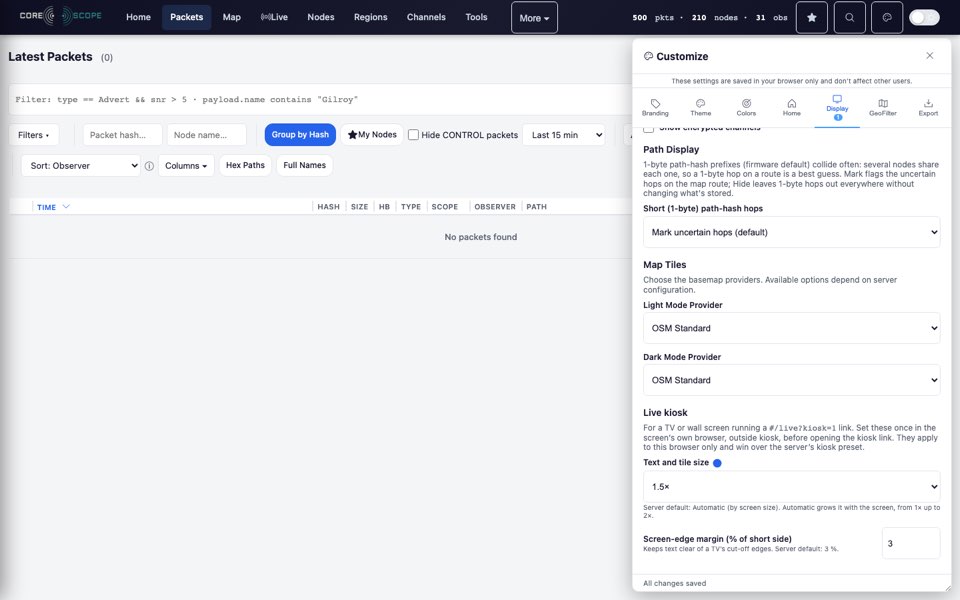 CORE SCOPE Home Packets Map Live Nodes Regions Channels Tools More 500 pkts · 210 nodes · 31 obs
Latest Packets (0)
Filter: type == Advert && snr > 5 · payload.name contains "Gilroy"
Filters Packet hash... Node name... Group by Hash ★My Nodes Hide CONTROL packets Last 15 min
Sort: Observer Columns Hex Paths Full Names
TIME HASH SIZE HB TYPE SCOPE OBSERVER PATH
No packets found
Customize
These settings are saved in your browser only and don't affect other users.
Branding Theme Colors Home Display GeoFilter Export
1
Show encrypted channels
Path Display
1-byte path-hash prefixes (firmware default) collide often: several nodes share
each one, so a 1-byte hop on a route is a best guess. Mark flags the uncertain
hops on the map route; Hide leaves 1-byte hops out everywhere without
changing what's stored.
Short (1-byte) path-hash hops
Mark uncertain hops (default)
Map Tiles
Choose the basemap providers. Available options depend on server
configuration.
Light Mode Provider
OSM Standard
Dark Mode Provider
OSM Standard
Live kiosk
For a TV or wall screen running a #/live?kiosk=1 link. Set these once in the
screen's own browser, outside kiosk, before opening the kiosk link. They apply
to this browser only and win over the server's kiosk preset.
Text and tile size
1.5×
Server default: Automatic (by screen size). Automatic grows it with the screen, from 1× up to
2×.
Screen-edge margin (% of short side)
Keeps text clear of a TV's cut-off edges. Server default: 3 %.
3
All changes saved